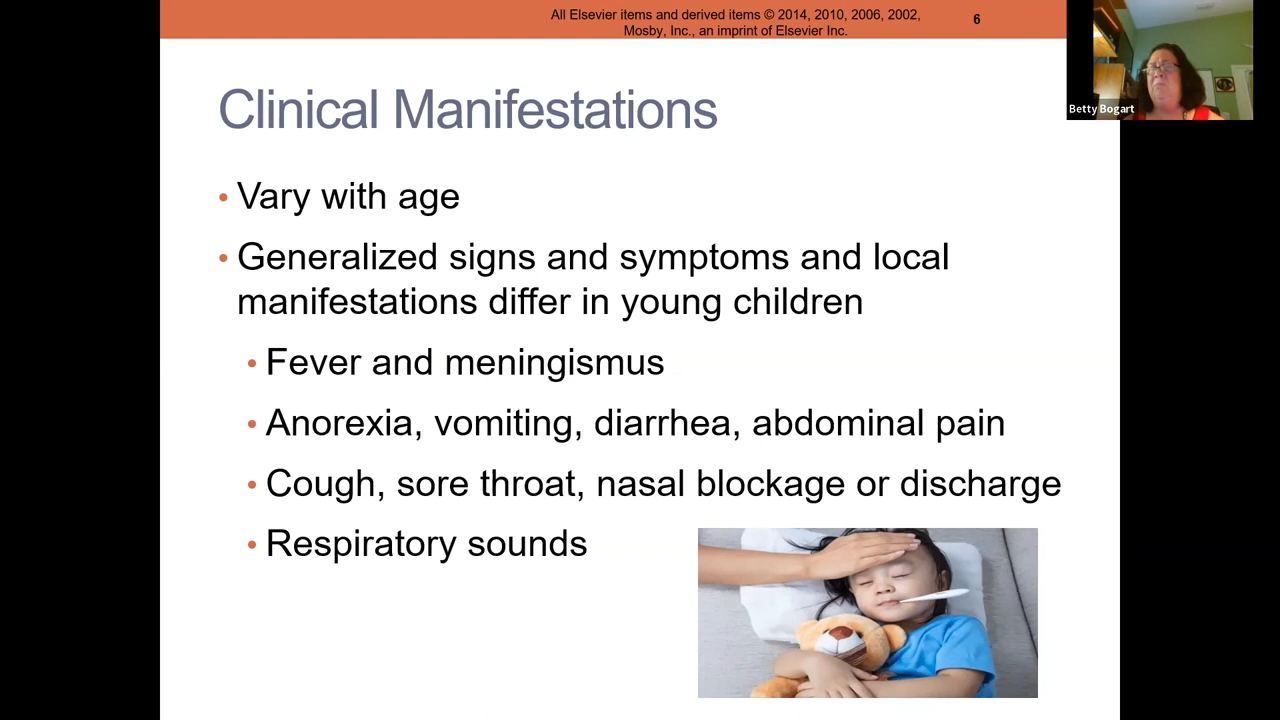 All Elsevier items and derived items © 2014, 2010, 2006, 2002,
Mosby, Inc., an imprint of Elsevier Inc.
6
Betty Bogart
Clinical Manifestations
• Vary with age
• Generalized signs and symptoms and local
manifestations differ in young children
• Fever and meningismus
• Anorexia, vomiting, diarrhea, abdominal pain
• Cough, sore throat, nasal blockage or discharge
• Respiratory sounds